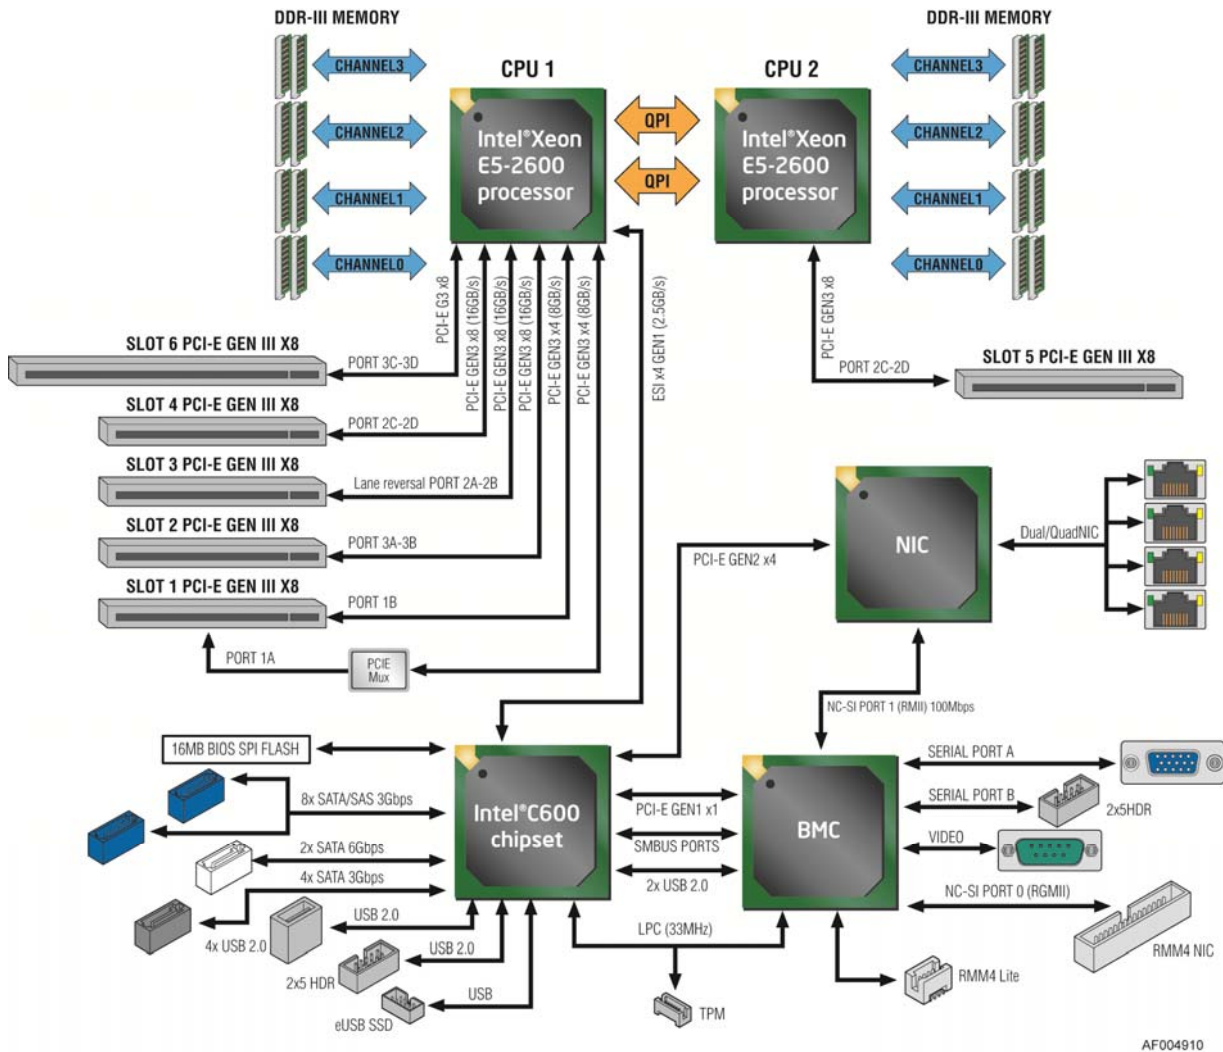 DDR-III MEMORY
DDR-III MEMORY
CPU 1
CPU 2
CHANNEL3
CHANNEL2
CHANNEL1
CHANNEL0
Intel®Xeon
E5-2600
processor
QPI
QPI
Intel®Xeon
E5-2600
processor
CHANNEL3
CHANNEL2
CHANNEL1
CHANNEL0
PCI-E G3 x8
PCI-E GEN3 x8 (16GB/s)
PCI-E GEN3 x8 (16GB/s)
PCI-E GEN3 x8 (16GB/s)
PCI-E GEN3 x4 (8GB/s)
PCI-E GEN3 x4 (8GB/s)
ESI x4 GEN1 (2.5GB/s)
PCI-E GEN3 x8
SLOT 6 PCI-E GEN III X8
PORT 3C-3D
SLOT 4 PCI-E GEN III X8
PORT 2C-2D
SLOT 3 PCI-E GEN III X8
Lane reversal PORT 2A-2B
SLOT 2 PCI-E GEN III X8
PORT 3A-3B
SLOT 1 PCI-E GEN III X8
PORT 1B
PORT 1A
PCIE
Mux
SLOT 5 PCI-E GEN III X8
PORT 2C-2D
NIC
Dual/QuadNIC
PCI-E GEN2 x4
NC-SI PORT 1 (RMII) 100Mbps
16MB BIOS SPI FLASH
8x SATA/SAS 3Gbps
2x SATA 6Gbps
4x SATA 3Gbps
4x USB 2.0
USB 2.0
2x5 HDR
USB 2.0
eUSB SSD
USB
Intel®C600
chipset
PCI-E GEN1 x1
SMBUS PORTS
2x USB 2.0
LPC (33MHz)
TPM
BMC
SERIAL PORT A
SERIAL PORT B
2x5HDR
VIDEO
NC-SI PORT 0 (RGMII)
RMM4 NIC
RMM4 Lite
AF004910